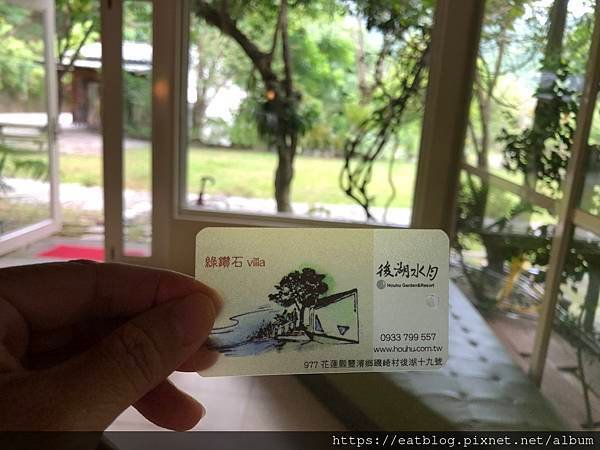 綠鑽石 villa
後湖水月
Houhu Garden&Resort
0933 799 557
www.houhu.com.tw
977 花蓮縣豐濱鄉磯崎村後湖十九號
https://eatblog.pixnet.net/album